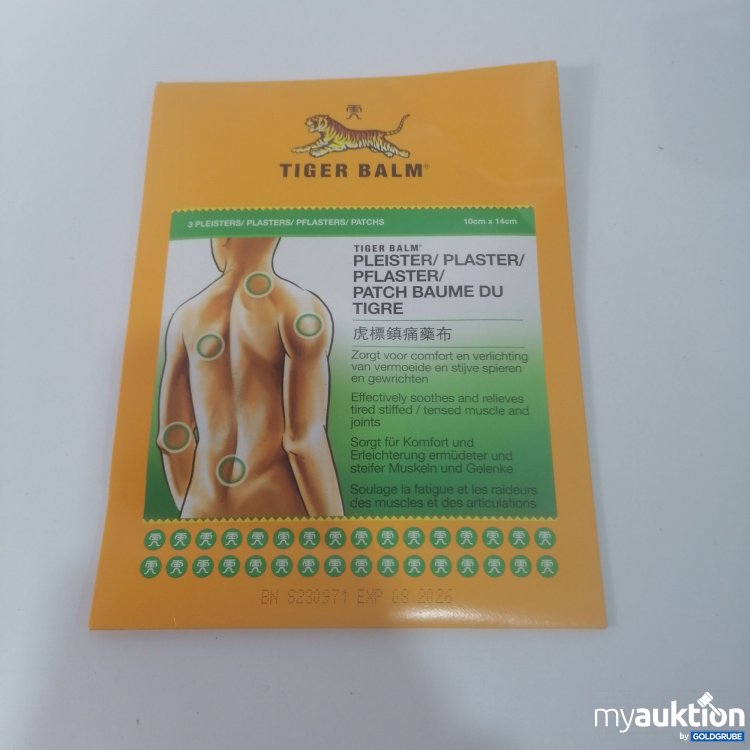 TIGER BALM®
3 PLEISTERS/ PLASTERS/ PFLASTERS/ PATCHS
10cm x 14cm
TIGER BALM®
PLEISTER/ PLASTER/
PFLASTER/
PATCH BAUME DU
TIGRE
虎標鎮痛藥布
Zorgt voor comfort en verlichting
van vermoeide en stijve spieren
en gewrichten
Effectively soothes and relieves
tired stiffed / tensed muscle and
joints
Sorgt für Komfort und
Erleichterung ermüdeter und
steifer Muskeln und Gelenke
Soulage la fatigue et les raideurs
des muscles et des articulations
BN S230971 EXP 08 2026
myauktion
by GOLDGRUBE